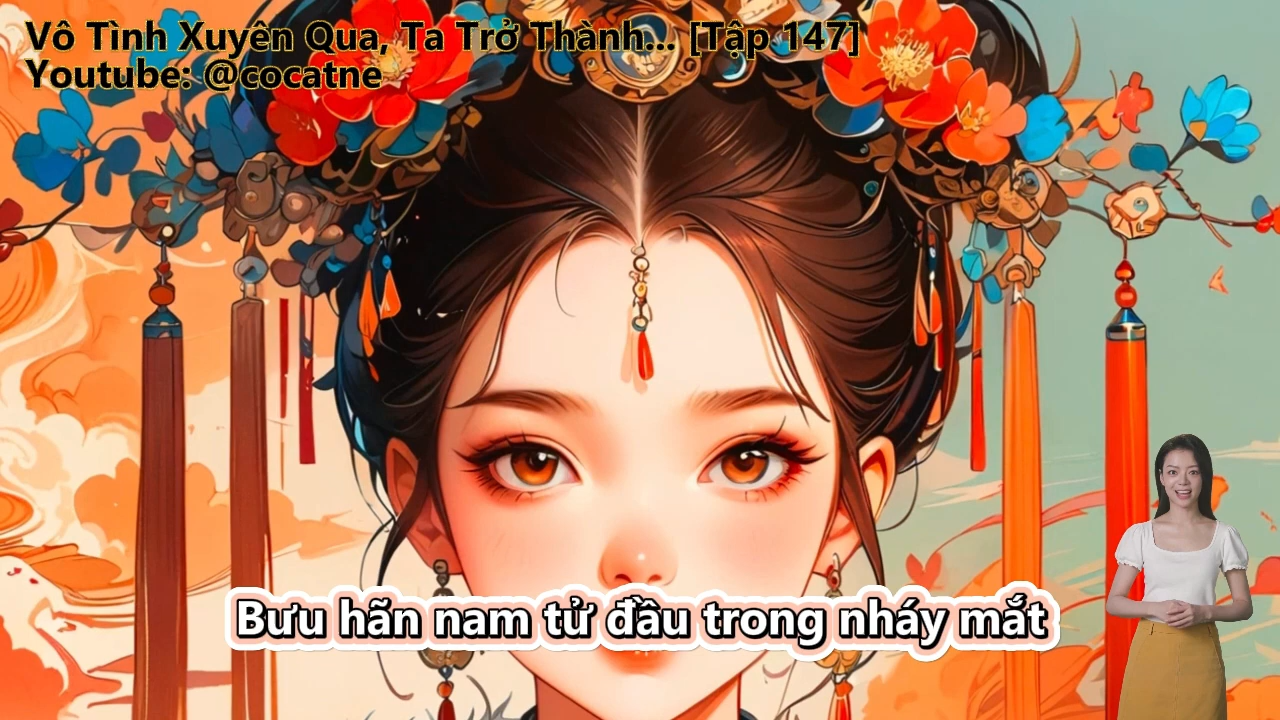 Vô Tình Xuyên Qua, Ta Trở Thành... [Tập 147]
Youtube: @cocatne
Bưu hãn nam tử đầu trong nháy mắt